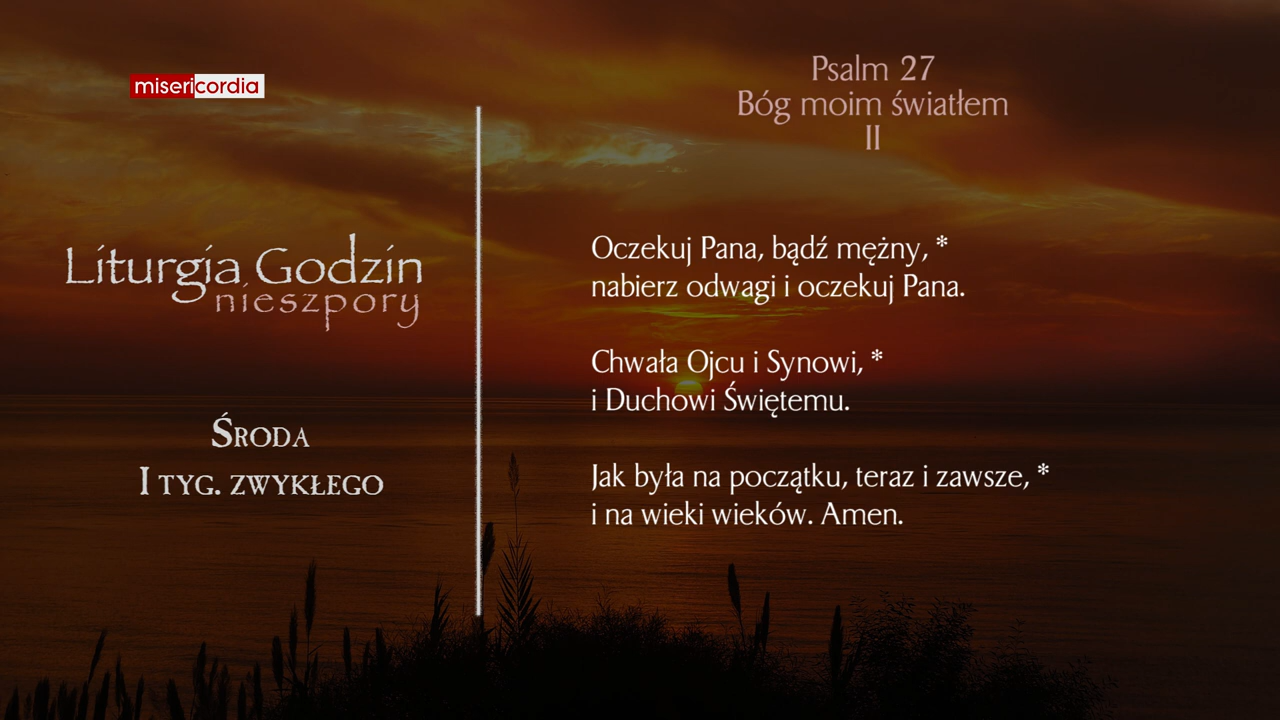 misericordia
Liturgia Godzin
nieszpory
Środa
I tyg. zwykłego
Psalm 27
Bóg moim światłem
II
Oczekuj Pana, bądź mężny, *
nabierz odwagi i oczekuj Pana.
Chwała Ojcu i Synowi, *
i Duchowi Świętemu.
Jak była na początku, teraz i zawsze, *
i na wieki wieków. Amen.